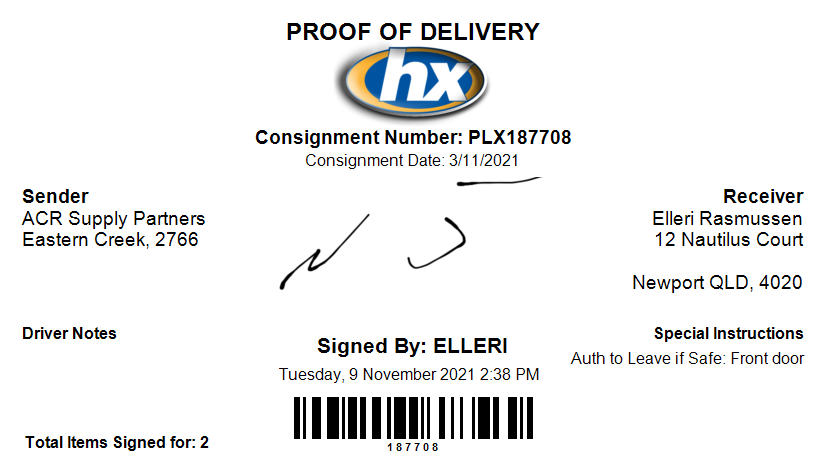 PROOF OF DELIVERY
hx
Consignment Number: PLX187708
Consignment Date: 3/11/2021
Sender
ACR Supply Partners
Eastern Creek, 2766
Receiver
Elleri Rasmussen
12 Nautilus Court
Newport QLD, 4020
Driver Notes
Signed By: ELLERI
Tuesday, 9 November 2021 2:38 PM
Special Instructions
Auth to Leave if Safe: Front door
187708
Total Items Signed for: 2